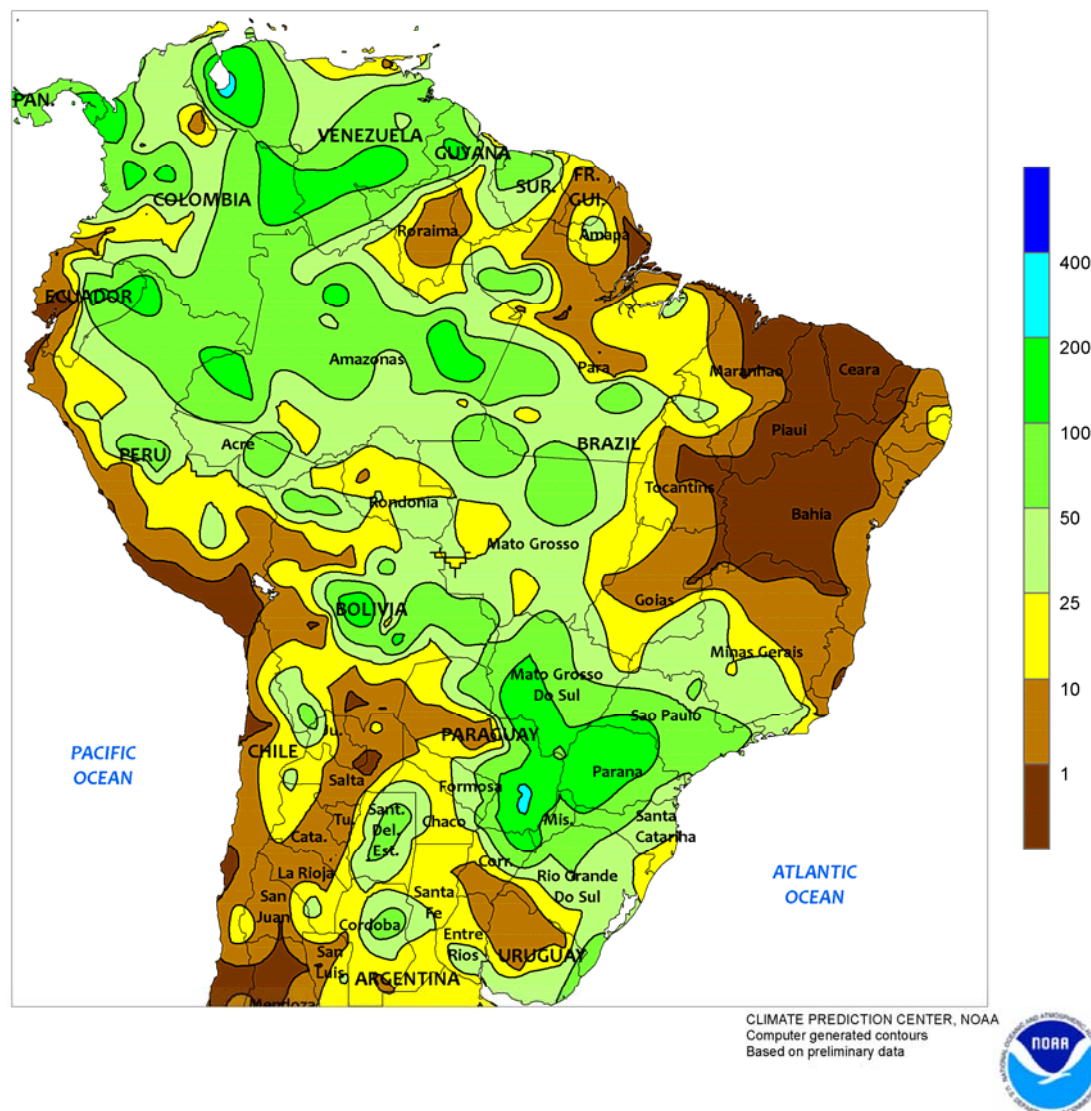 PAN.
VENEZUELA
GUYANA
SUR.
FR.
GUI.
COLOMBIA
Roraima
Amapa
ECUADOR
Amazonas
Para
Maranhao
Ceara
Piaui
PERU
Acre
BRAZIL
Tocantins
Rondonia
Bahia
Mato Grosso
BOLIVIA
Goias
Minas Gerais
Mato Grosso
Do Sul
Sao Paulo
PARAGUAY
Ju.
CHILE
PACIFIC
OCEAN
Salta
Formosa
Parana
Sant.
Del.
Est.
Tu.
Chaco
Mis.
Santa
Catariha
Cata.
Corr.
La Rioja
Rio Grande
Do Sul
ATLANTIC
OCEAN
San
Juan
Santa
Fe
Cordoba
Entre
Rios
URUGUAY
San
Luis
ARGENTINA
Mendoza
400
200
100
50
25
10
1
CLIMATE PREDICTION CENTER, NOAA
Computer generated contours
Based on preliminary data
NOAA